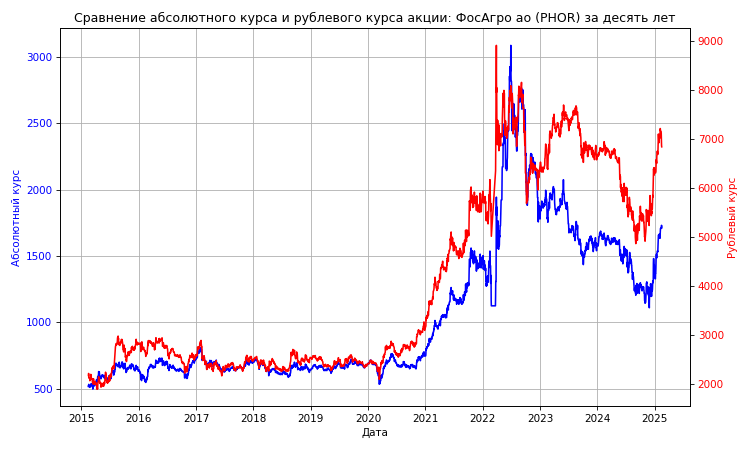 Сравнение абсолютного курса и рублевого курса акции: ФосАгро ао (PHOR) за десять лет
Абсолютный курс
3000
2500
2000
1500
1000
500
9000
8000
7000
6000
5000
4000
3000
2000
Рублевый курс
2015 2016 2017 2018 2019 2020 2021 2022 2023 2024 2025
Дата